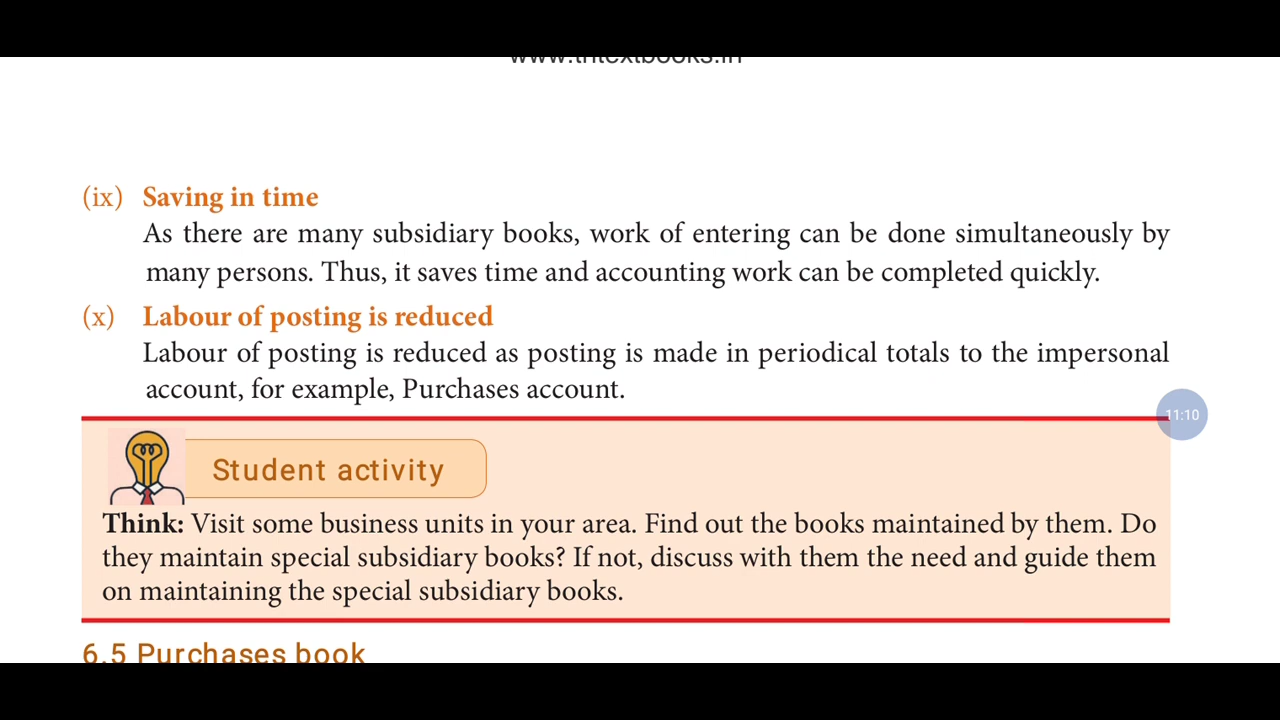 (ix) Saving in time
As there are many subsidiary books, work of entering can be done simultaneously by
many persons. Thus, it saves time and accounting work can be completed quickly.
(x) Labour of posting is reduced
Labour of posting is reduced as posting is made in periodical totals to the impersonal
account, for example, Purchases account.
11:10
Student activity
Think: Visit some business units in your area. Find out the books maintained by them. Do
they maintain special subsidiary books? If not, discuss with them the need and guide them
on maintaining the special subsidiary books.
6.5 Purchases book